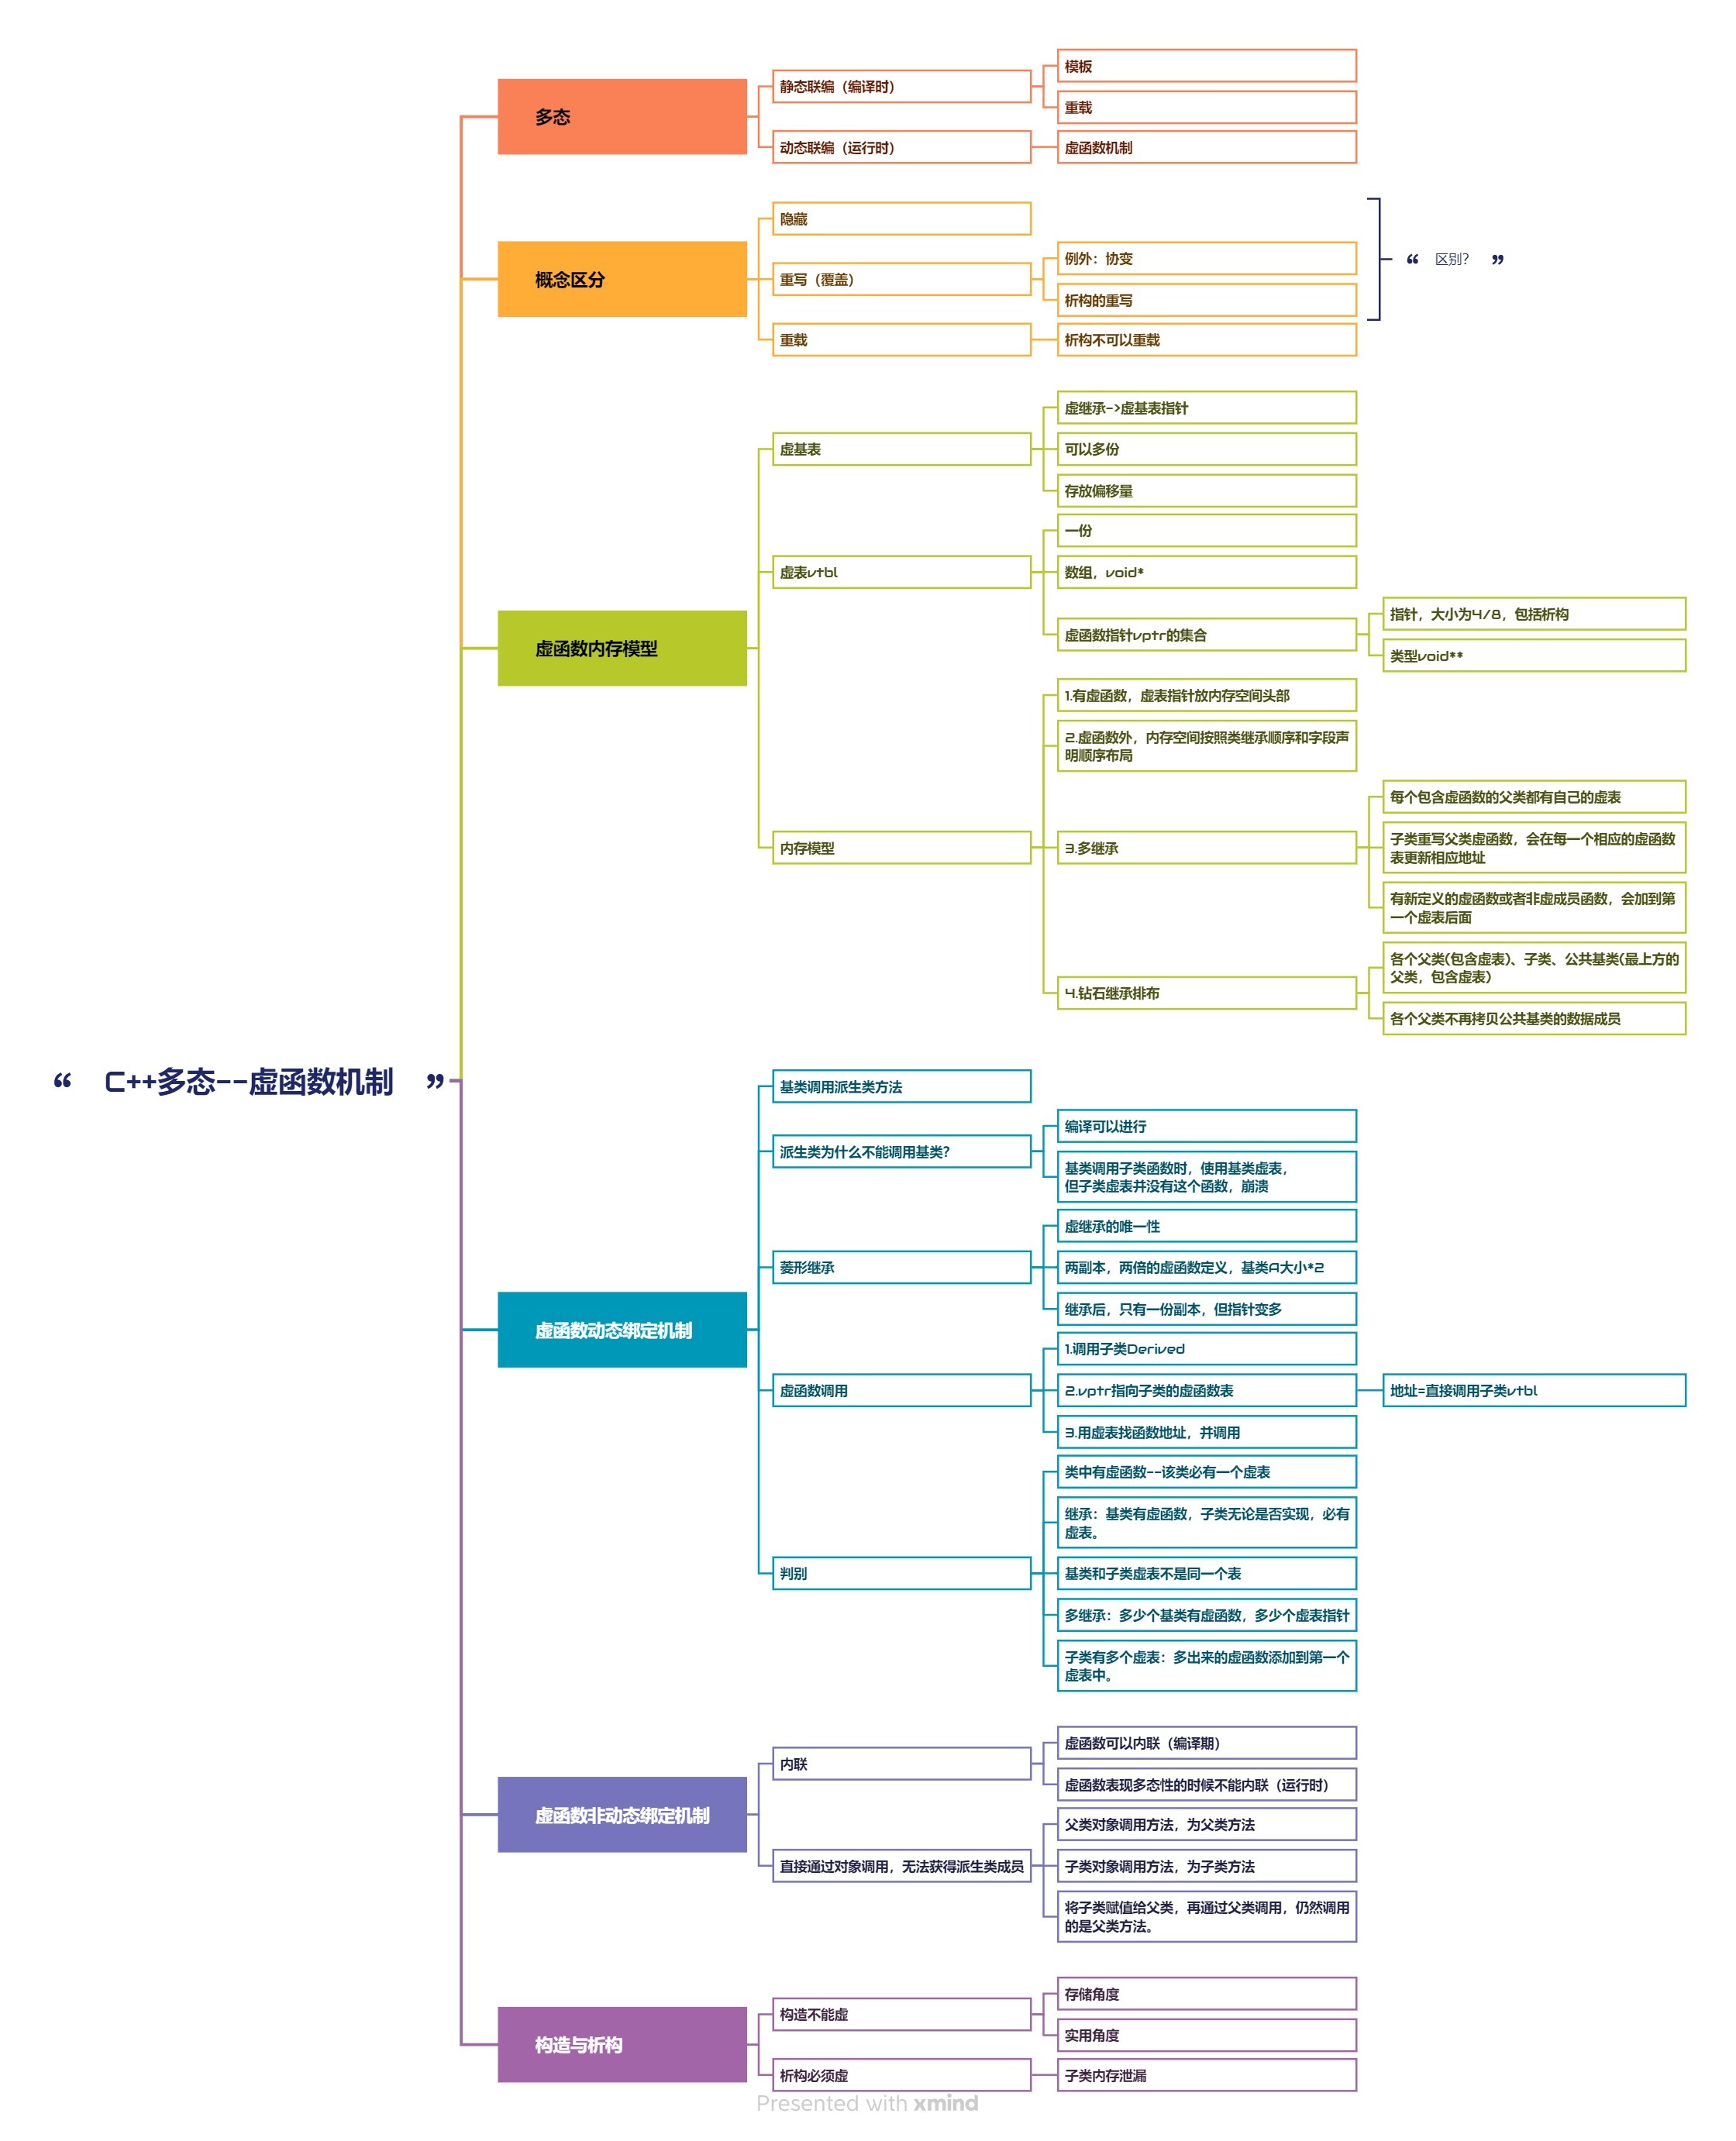 多态
静态联编（编译时）
模板
重载
动态联编（运行时）
虚函数机制
概念区分
隐藏
重写（覆盖）
例外：协变
析构的重写
重载
析构不可以重载
“ 区别？ ”
虚函数内存模型
虚基表
虚继承->虚基表指针
可以多份
存放偏移量
虚表vtbl
一份
数组，void*
虚函数指针vptr的集合
指针，大小为4/8，包括析构
类型void**
内存模型
1.有虚函数，虚表指针放内存空间头部
2.虚函数外，内存空间按照类继承顺序和字段声
明顺序布局
3.多继承
每个包含虚函数的父类都有自己的虚表
子类重写父类虚函数，会在每一个相应的虚函数
表更新相应地址
有新定义的虚函数或者非虚成员函数，会加到第
一个虚表后面
4.钻石继承排布
各个父类(包含虚表)、子类、公共基类(最上方的
父类，包含虚表)
各个父类不再拷贝公共基类的数据成员
“ C++多态--虚函数机制 ”
虚函数动态绑定机制
基类调用派生类方法
派生类为什么不能调用基类？
编译可以进行
基类调用子类函数时，使用基类虚表，
但子类虚表并没有这个函数，崩溃
菱形继承
虚继承的唯一性
两副本，两倍的虚函数定义，基类A大小*2
继承后，只有一份副本，但指针变多
虚函数调用
1.调用子类Derived
2.vptr指向子类的虚函数表
地址=直接调用子类vtbl
3.用虚表找函数地址，并调用
判别
类中有虚函数--该类必有一个虚表
继承：基类有虚函数，子类无论是否实现，必有
虚表。
基类和子类虚表不是同一个表
多继承：多少个基类有虚函数，多少个虚表指针
子类有多个虚表：多出来的虚函数添加到第一个
虚表中。
虚函数非动态绑定机制
内联
虚函数可以内联（编译期）
虚函数表现多态性的时候不能内联（运行时）
直接通过对象调用，无法获得派生类成员
父类对象调用方法，为父类方法
子类对象调用方法，为子类方法
将子类赋值给父类，再通过父类调用，仍然调用
的是父类方法。
构造与析构
构造不能虚
存储角度
实用角度
析构必须虚
子类内存泄漏
Presented with xmind